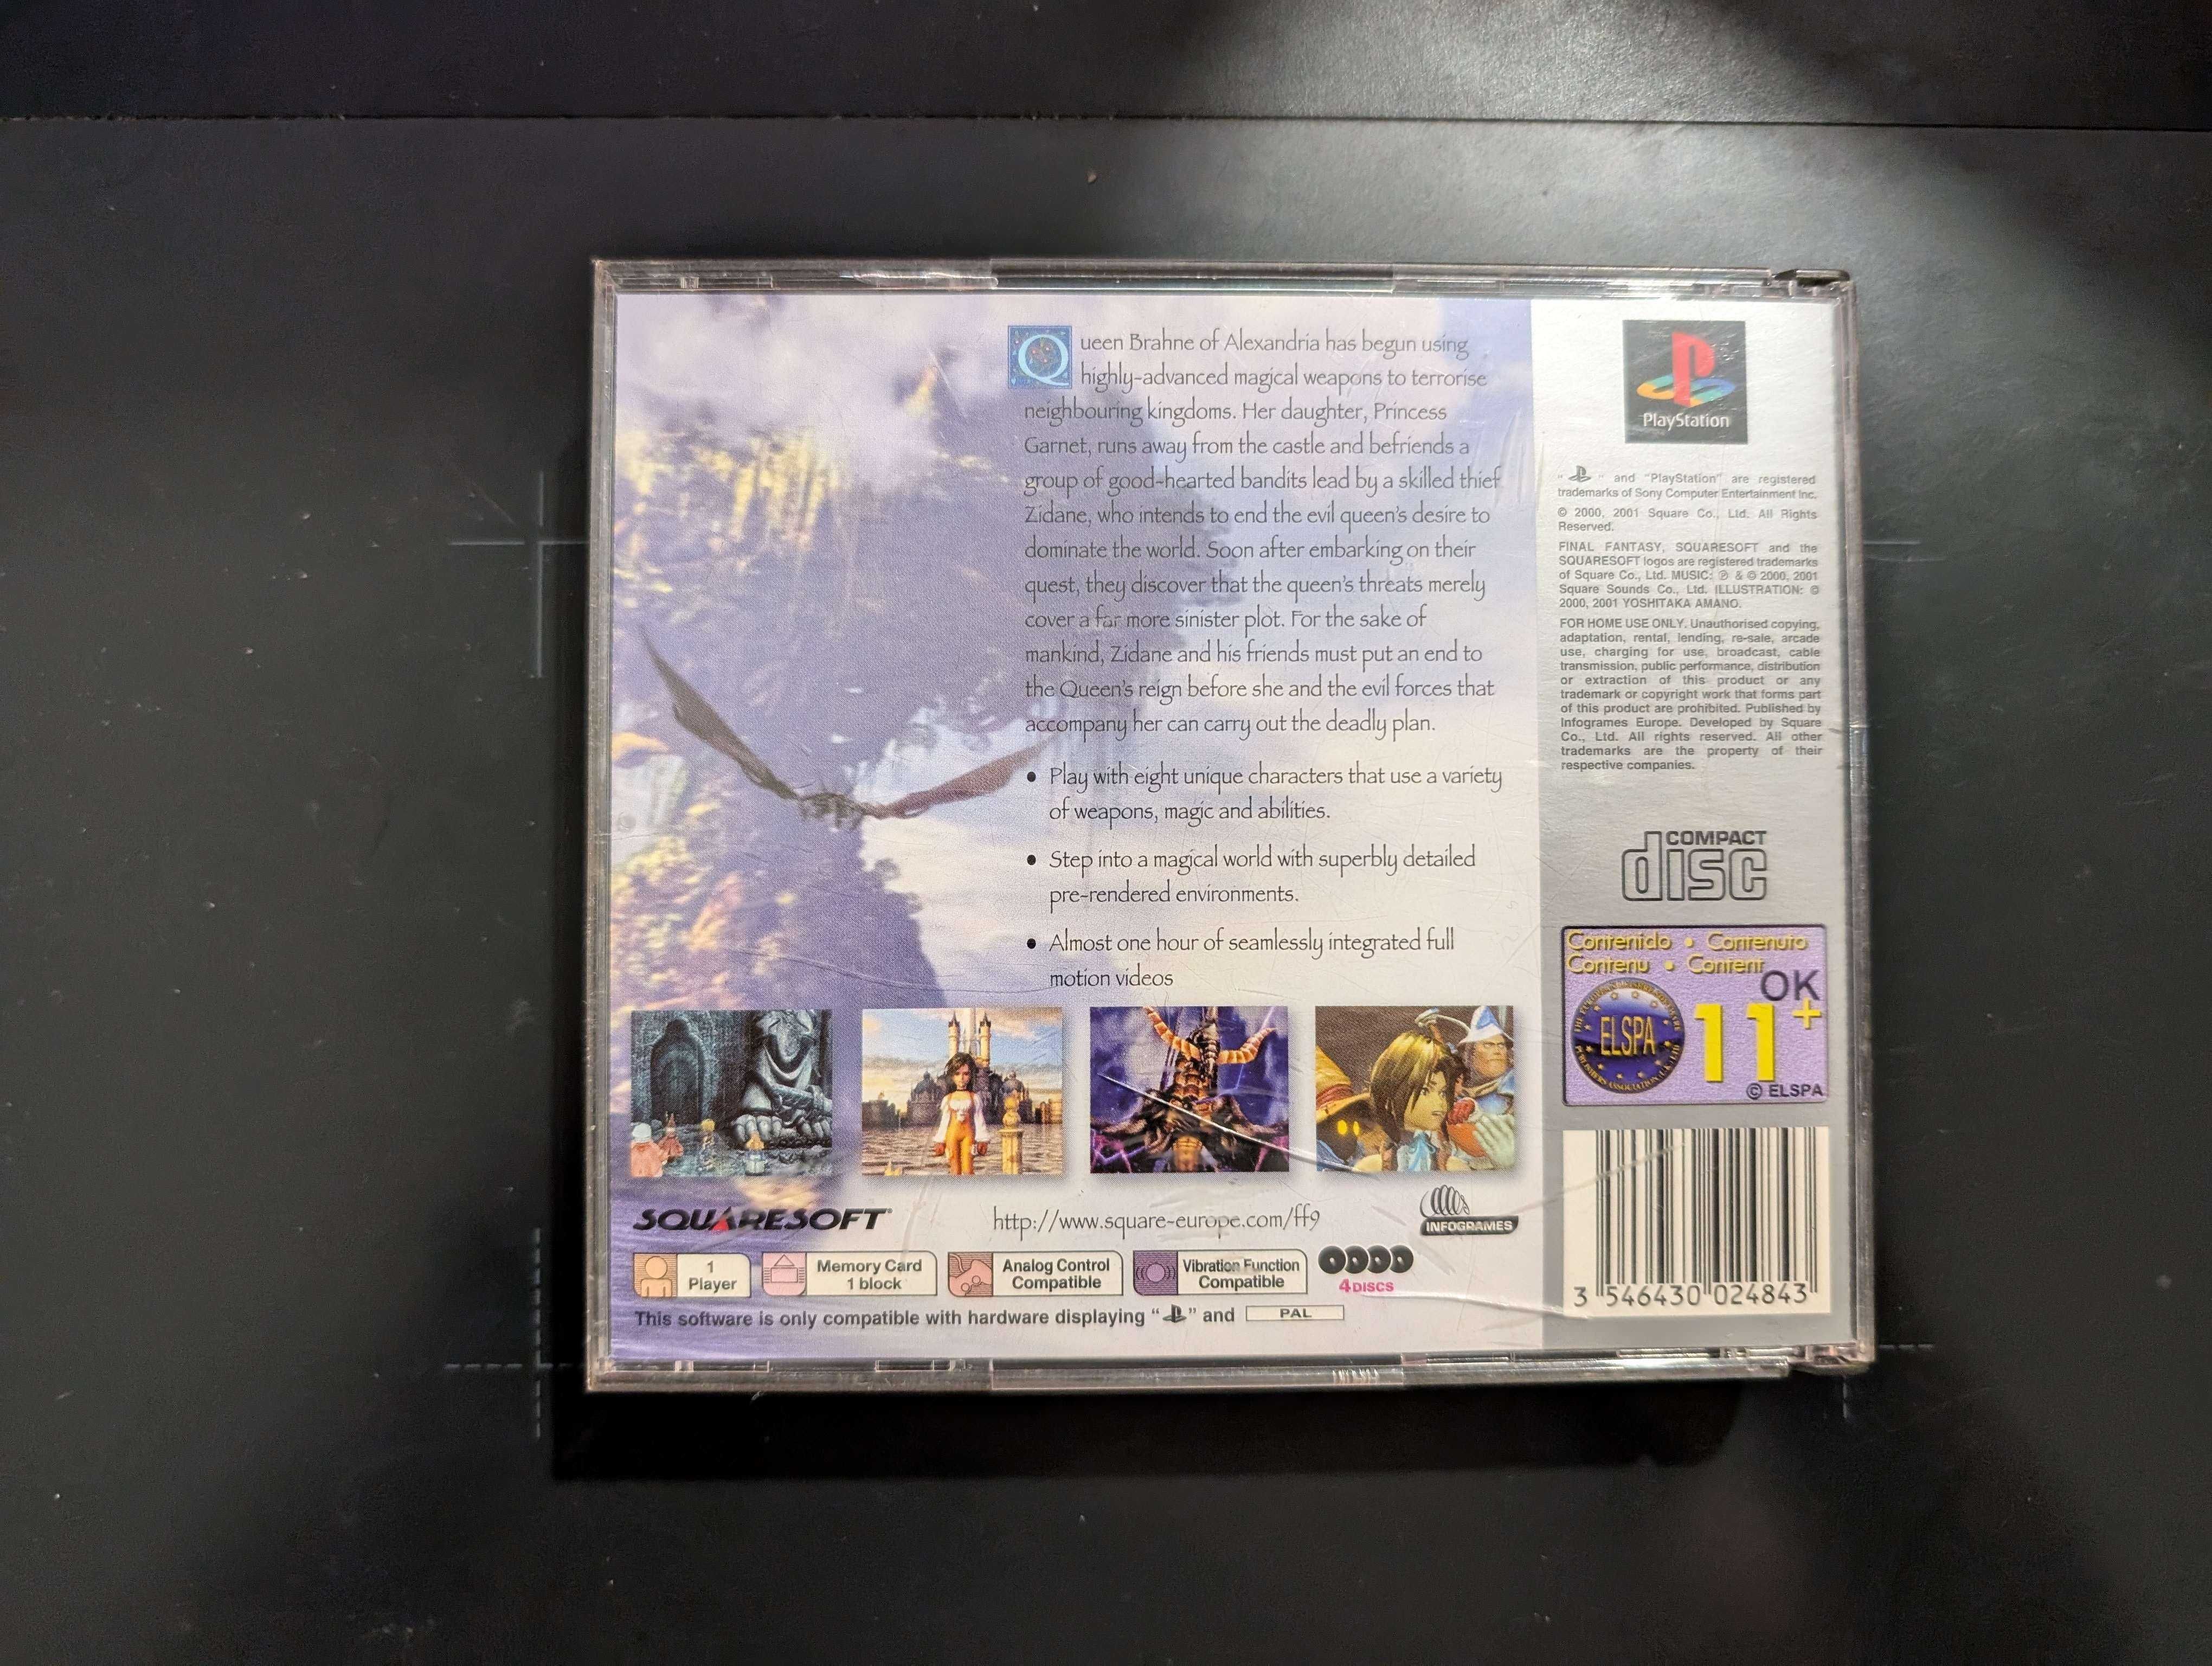 Queen Brahne of Alexandria has begun using
highly-advanced magical weapons to terrorise
neighbouring kingdoms. Her daughter, Princess
Garnet, runs away from the castle and befriends a
group of good-hearted bandits lead by a skilled thief
Zidane, who intends to end the evil queen's desire to
dominate the world. Soon after embarking on their
quest, they discover that the queen's threats merely
cover a far more sinister plot. For the sake of
mankind, Zidane and his friends must put an end to
the Queen's reign before she and the evil forces that
accompany her can carry out the deadly plan.
• Play with eight unique characters that use a variety
of weapons, magic and abilities.
• Step into a magical world with superbly detailed
pre-rendered environments.
• Almost one hour of seamlessly integrated full
motion videos
SQUARESOFT
http://www.square-europe.com/ff9
INFOGRAMES
1
Player
Memory Card
1 block
Analog Control
Compatible
Vibration Function
Compatible
4 DISCS
This software is only compatible with hardware displaying " " and PAL
PlayStation
" " and "PlayStation" are registered
trademarks of Sony Computer Entertainment Inc.
© 2000, 2001 Square Co., Ltd. All Rights
Reserved.
FINAL FANTASY, SQUARESOFT and the
SQUARESOFT logos are registered trademarks
of Square Co., Ltd. MUSIC: ℗ & © 2000, 2001
Square Sounds Co., Ltd. ILLUSTRATION: ©
2000, 2001 YOSHITAKA AMANO.
FOR HOME USE ONLY. Unauthorised copying,
adaptation, rental, lending, re-sale, arcade
use, charging for use, broadcast, cable
transmission, public performance, distribution
or extraction of this product or any
trademark or copyright work that forms part
of this product are prohibited. Published by
Infogrames Europe. Developed by Square
Co., Ltd. All rights reserved. All other
trademarks are the property of their
respective companies.
COMPACT
disc
Contenido • Contenuto
Contenu • Content
OK
ELSPA
11+
© ELSPA
3 546430 024843